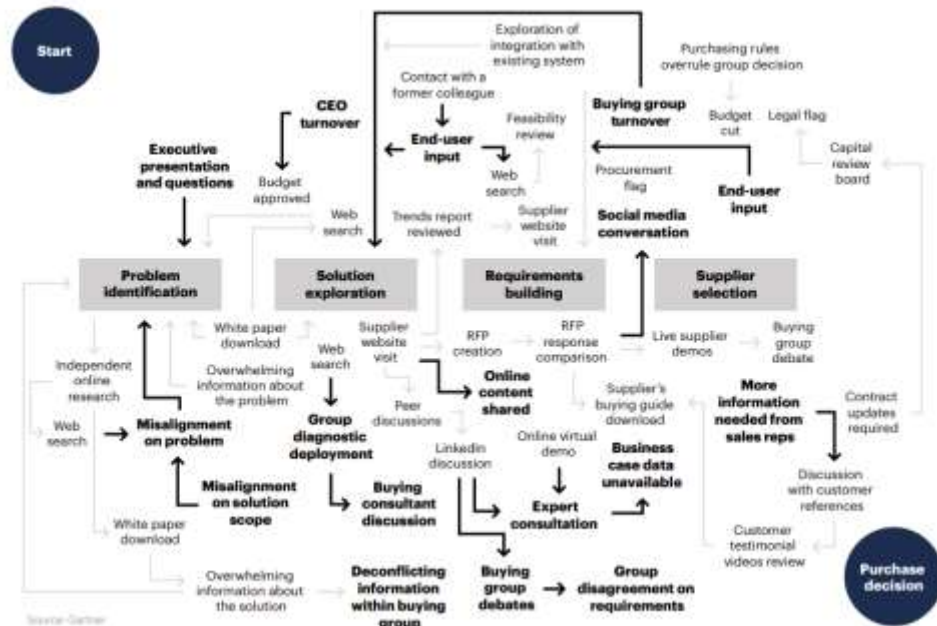 Start
Exploration of
integration with
existing system
Purchasing rules
overrule group decision
Contact with a
former colleague
CEO
turnover
Buying group
turnover
Budget
cut
Legal flag
Feasibility
review
End-user
input
Executive
presentation
and questions
Budget
approved
Web
search
Procurement
flag
End-user
input
Capital
review
board
Web
search
Trends report
reviewed
Supplier
website
visit
Social media
conversation
Problem
identification
Solution
exploration
Requirements
building
Supplier
selection
White paper
download
Supplier
website
visit
RFP
creation
RFP
response
comparison
Live supplier
demos
Buying
group
debate
Independent
online
research
Overwhelming
information about
the problem
Web
search
Online
content
shared
Supplier's
buying guide
download
More
information
needed from
sales reps
Contract
updates
required
Web
search
Misalignment
on problem
Group
diagnostic
deployment
Peer
discussions
Linkedin
discussion
Online virtual
demo
Business
case data
unavailable
Misalignment
on solution
scope
Buying
consultant
discussion
Expert
consultation
Discussion
with customer
references
White paper
download
Customer
testimonial
videos review
Overwhelming
information about
the solution
Deconflicting
information
within buying
group
Buying
group
debates
Group
disagreement on
requirements
Purchase
decision
Source: Gartner